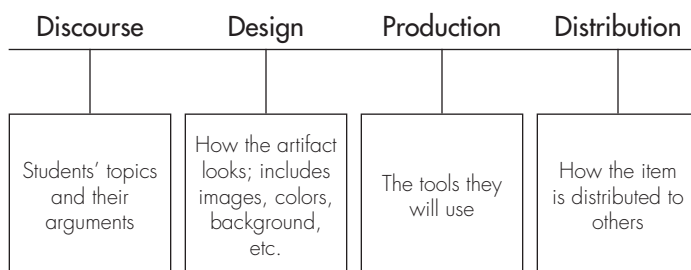 Discourse
Design
Production
Distribution
Students’ topics
and their
arguments
How the artifact
looks; includes
images, colors,
background,
etc.
The tools they
will use
How the item
is distributed to
others